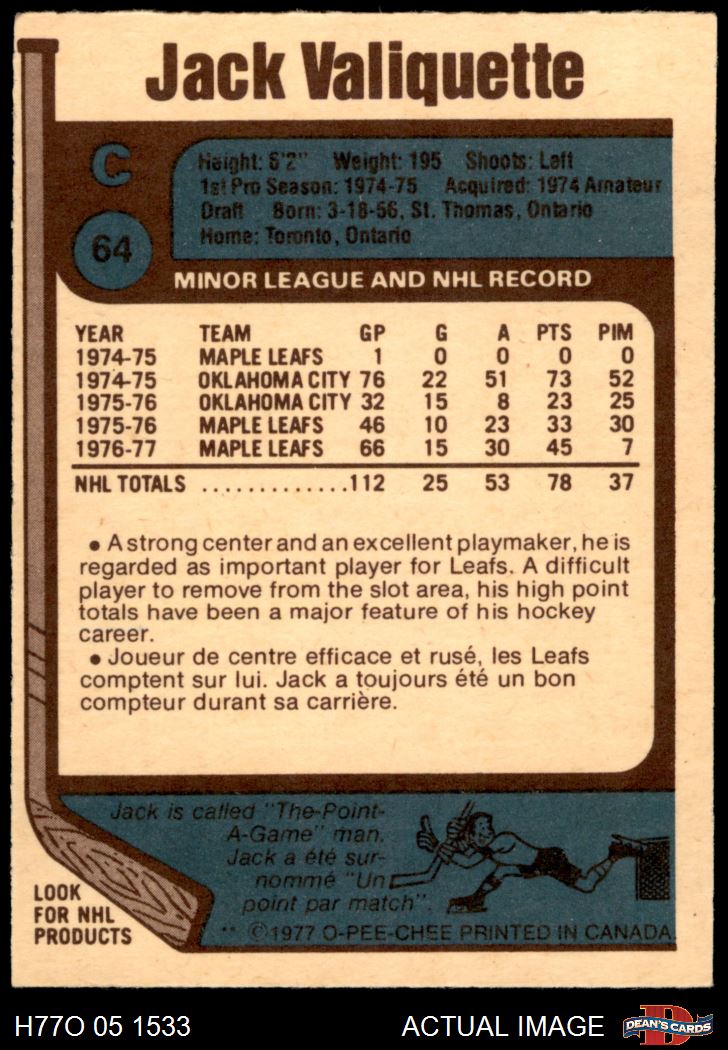 Jack Valiquette
C
Height: 6'2" Weight: 195 Shoots: Left
1st Pro Season: 1974-75 Acquired: 1974 Amateur
Draft Born: 3-18-56, St. Thomas, Ontario
Home: Toronto, Ontario
64
MINOR LEAGUE AND NHL RECORD
YEAR TEAM GP G A PTS PIM
1974-75 MAPLE LEAFS 1 0 0 0 0
1974-75 OKLAHOMA CITY 76 22 51 73 52
1975-76 OKLAHOMA CITY 32 15 8 23 25
1975-76 MAPLE LEAFS 46 10 23 33 30
1976-77 MAPLE LEAFS 66 15 30 45 7
NHL TOTALS .............112 25 53 78 37
• A strong center and an excellent playmaker, he is
regarded as important player for Leafs. A difficult
player to remove from the slot area, his high point
totals have been a major feature of his hockey
career.
• Joueur de centre efficace et rusé, les Leafs
comptent sur lui. Jack a toujours été un bon
compteur durant sa carrière.
Jack is called "The-Point-
A-Game" man.
Jack a été sur-
nommé "Un
point par match".
** ©1977 O-PEE-CHEE PRINTED IN CANADA
LOOK
FOR NHL
PRODUCTS
H77O 05 1533 ACTUAL IMAGE DEAN'S CARDS